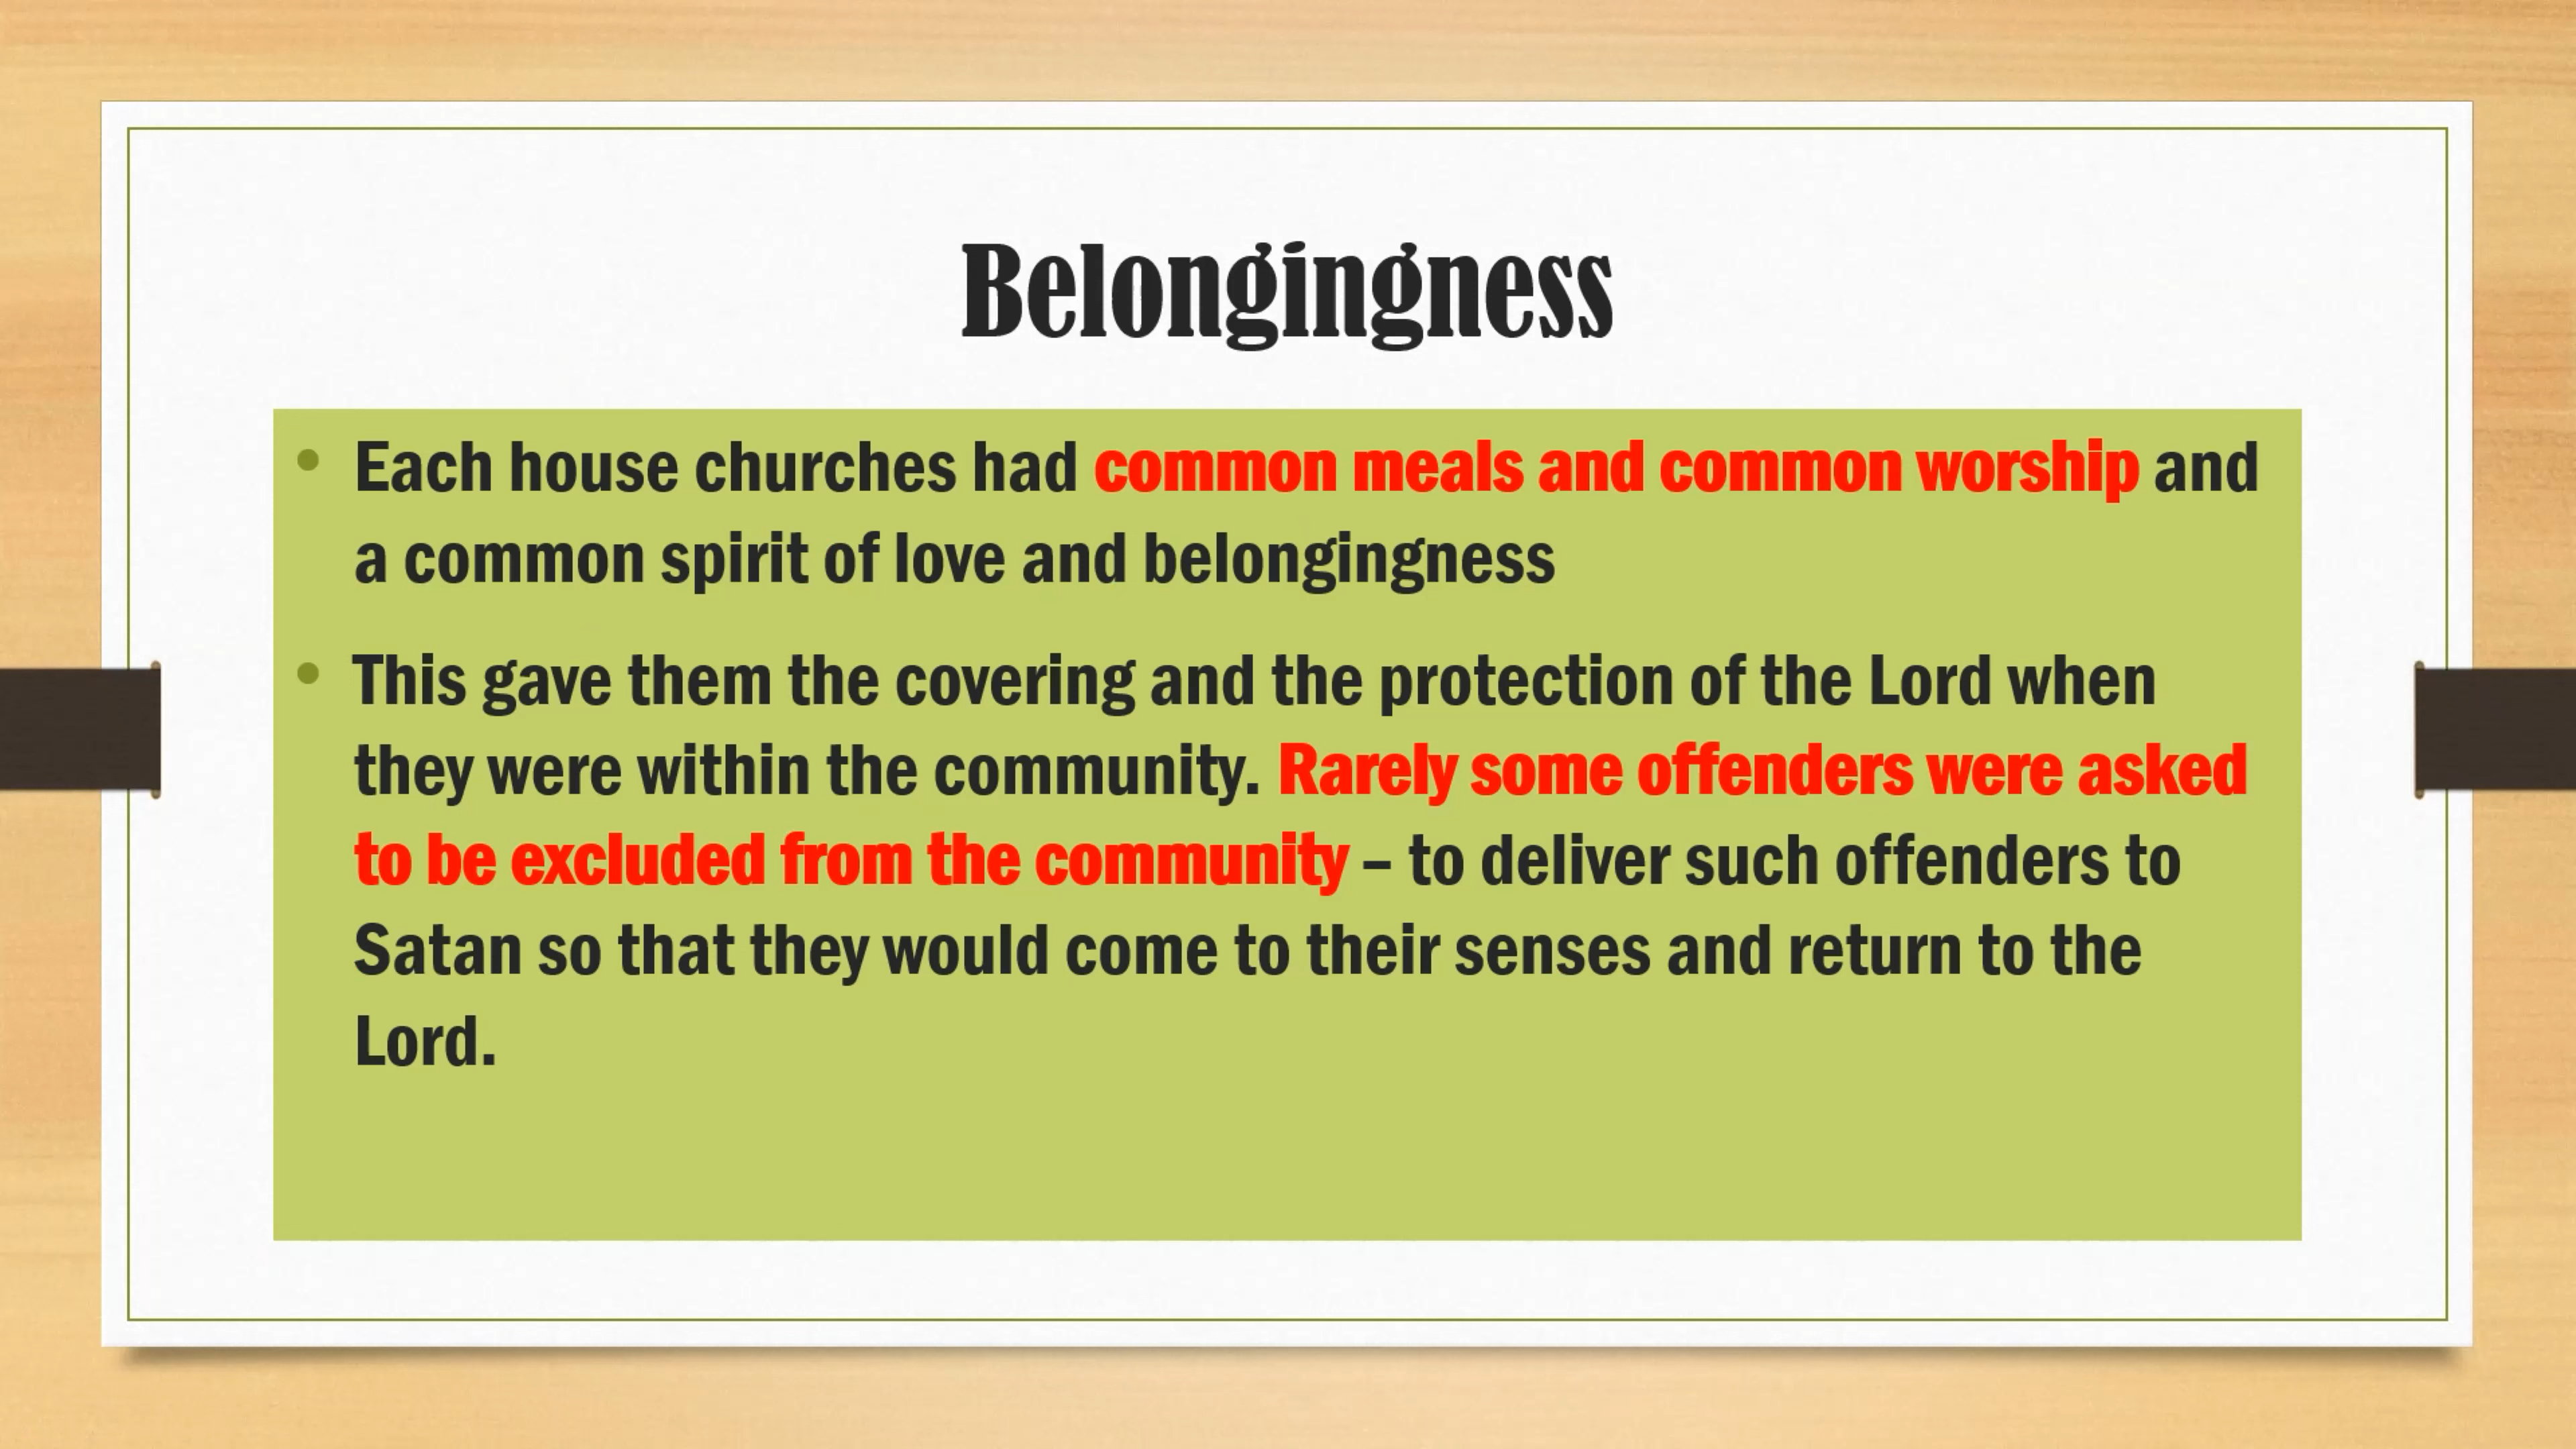 Belongingness
• Each house churches had common meals and common worship and
a common spirit of love and belongingness
• This gave them the covering and the protection of the Lord when
they were within the community. Rarely some offenders were asked
to be excluded from the community – to deliver such offenders to
Satan so that they would come to their senses and return to the
Lord.